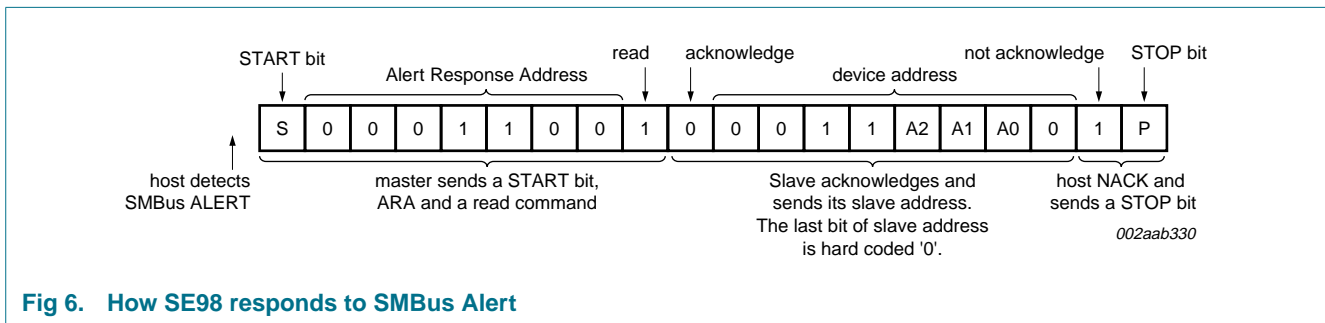 START bit
Alert Response Address
read
acknowledge
device address
not acknowledge
STOP bit
S 0 0 0 1 1 0 0 1 0 0 0 1 1 A2 A1 A0 0 1 P
host detects
SMBus ALERT
master sends a START bit,
ARA and a read command
Slave acknowledges and
sends its slave address.
The last bit of slave address
is hard coded '0'.
host NACK and
sends a STOP bit
002aab330
Fig 6. How SE98 responds to SMBus Alert